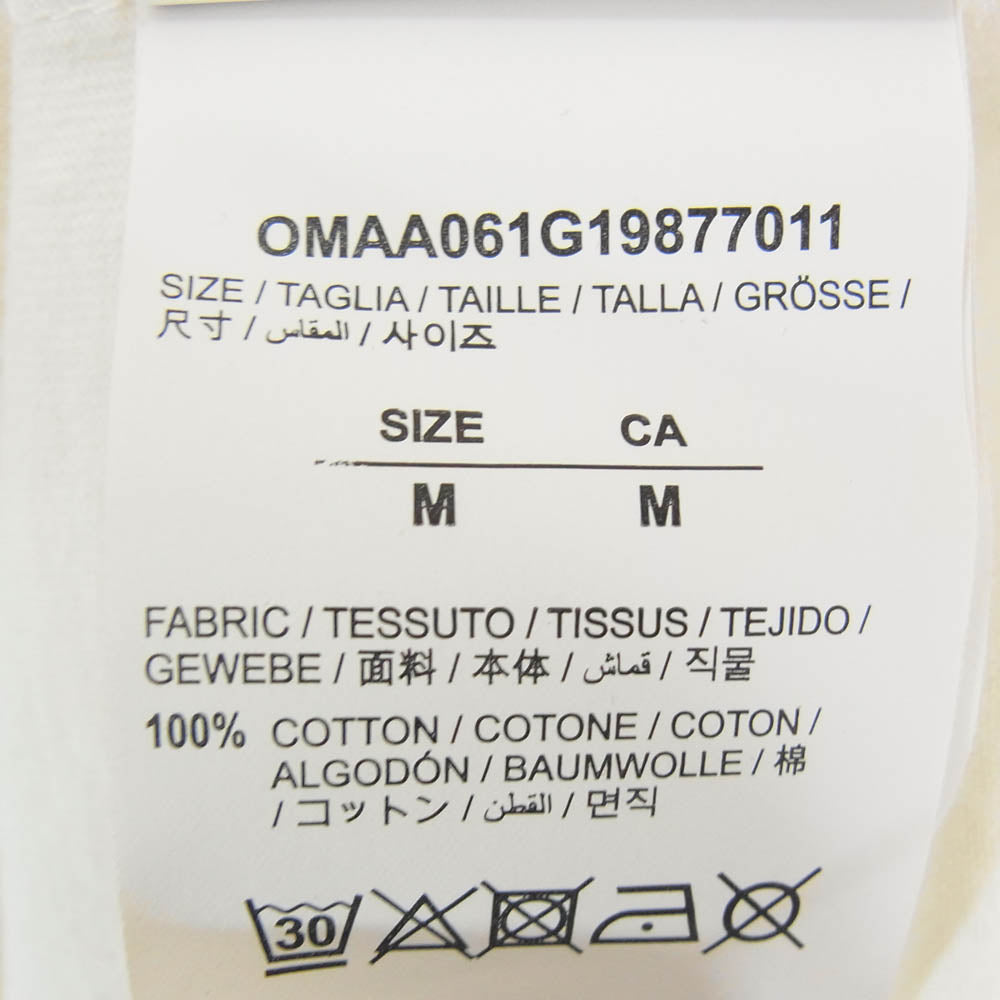 OMAA061G19877011
SIZE / TAGLIA / TAILLE / TALLA / GRÖSSE /
尺寸 / المقاس / 사이즈
SIZE CA
M M
FABRIC / TESSUTO / TISSUS / TEJIDO /
GEWEBE / 面料 / 本体 / قماش / 직물
100% COTTON / COTONE / COTON /
ALGODÓN / BAUMWOLLE / 棉
/ コットン / القطن / 면직
30